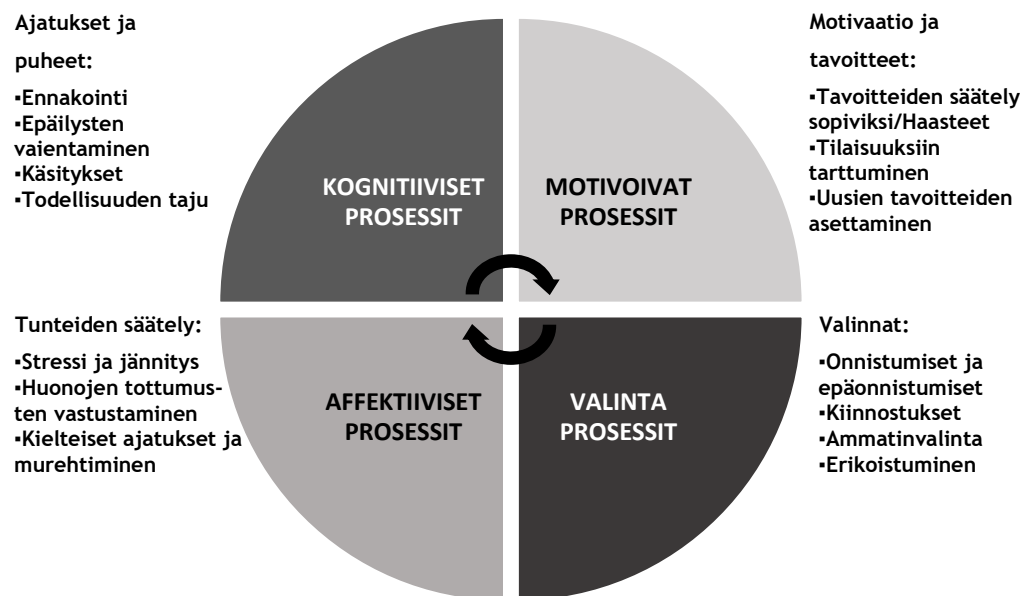 Ajatukset ja
puheet:
▪Ennakointi
▪Epäilysten
vaientaminen
▪Käsitykset
▪Todellisuuden taju
KOGNITIIVISET
PROSESSIT
MOTIVOIVAT
PROSESSIT
Motivaatio ja
tavoitteet:
▪Tavoitteiden säätely
sopiviksi/Haasteet
▪Tilaisuuksiin
tarttuminen
▪Uusien tavoitteiden
asettaminen
Tunteiden säätely:
▪Stressi ja jännitys
▪Huonojen tottumus-
ten vastustaminen
▪Kielteiset ajatukset ja
murehtiminen
AFFEKTIIVISET
PROSESSIT
VALINTA
PROSESSIT
Valinnat:
▪Onnistumiset ja
epäonnistumiset
▪Kiinnostukset
▪Ammatinvalinta
▪Erikoistuminen